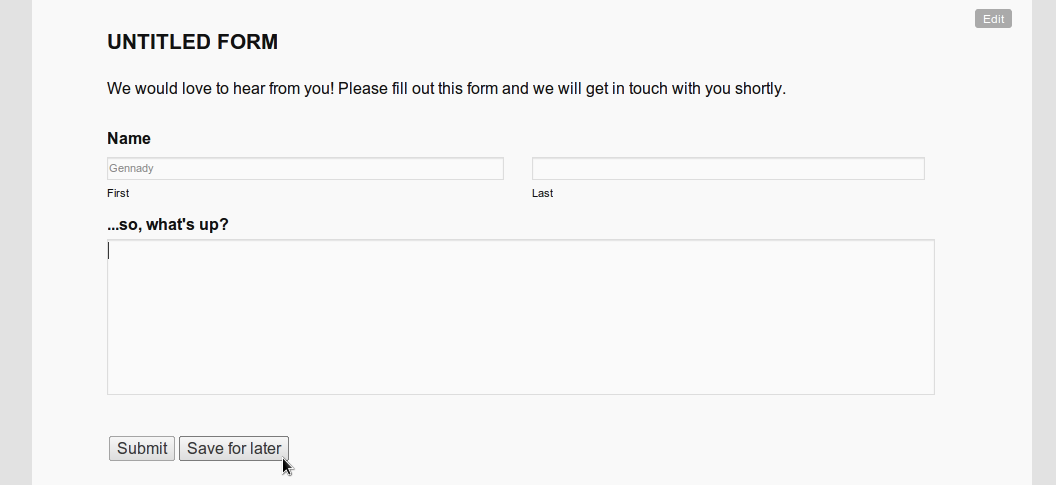 Edit
UNTITLED FORM
We would love to hear from you! Please fill out this form and we will get in touch with you shortly.
Name
Gennady
First Last
...so, what's up?
Submit Save for later